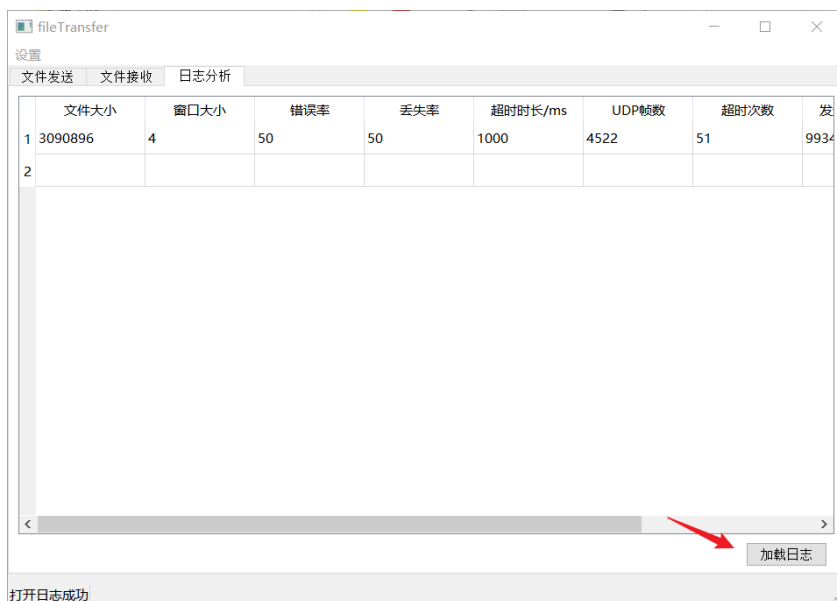 fileTransfer
设置
文件发送 文件接收 日志分析
文件大小 窗口大小 错误率 丢失率 超时时长/ms UDP帧数 超时次数 发
1 3090896 4 50 50 1000 4522 51 9934
2
加载日志
打开日志成功